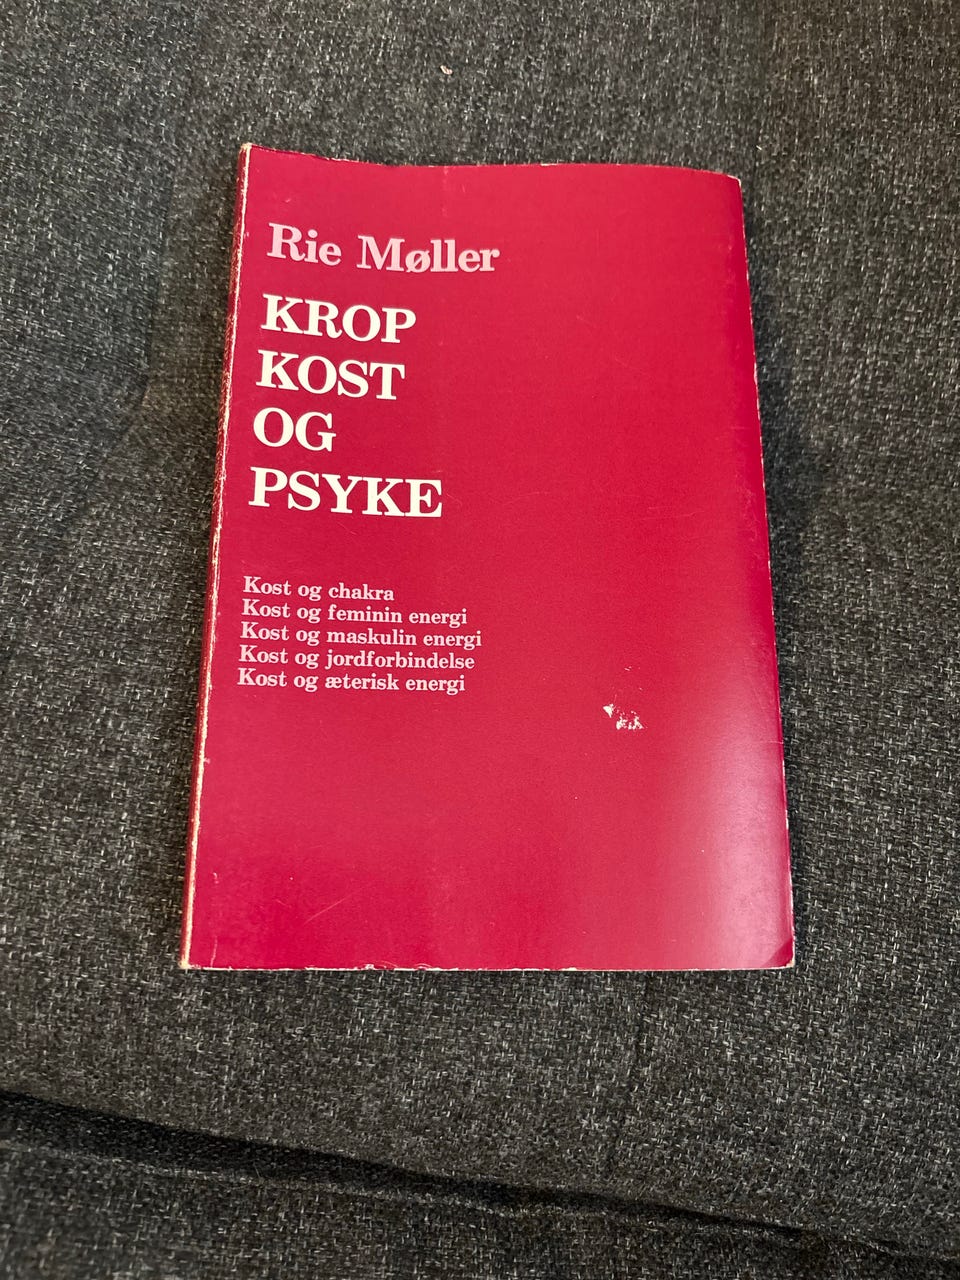 Rie Møller
KROP
KOST
OG
PSYKE
Kost og chakra
Kost og feminin energi
Kost og maskulin energi
Kost og jordforbindelse
Kost og æterisk energi